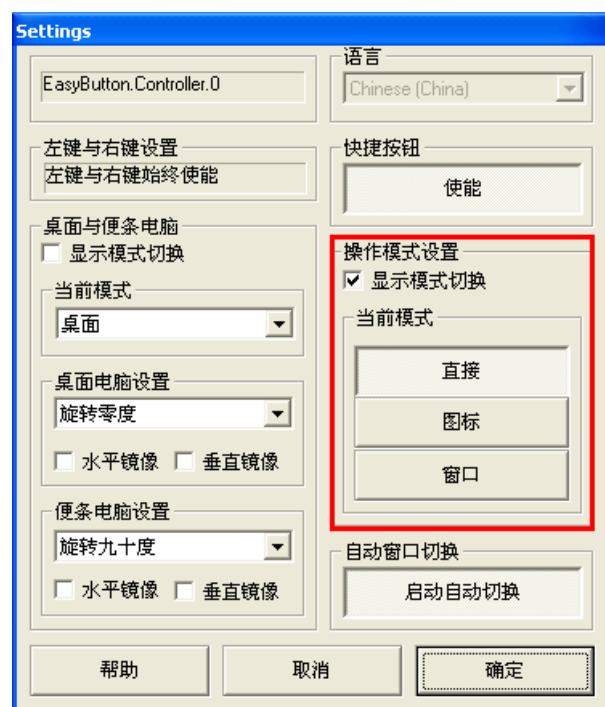 Settings
EasyButton.Controller.0
语言
Chinese (China)
左键与右键设置
左键与右键始终使能
快捷按钮
使能
桌面与便条电脑
显示模式切换
当前模式
桌面
桌面电脑设置
旋转零度
水平镜像 垂直镜像
便条电脑设置
旋转九十度
水平镜像 垂直镜像
操作模式设置
显示模式切换
当前模式
直接
图标
窗口
自动窗口切换
启动自动切换
帮助 取消 确定